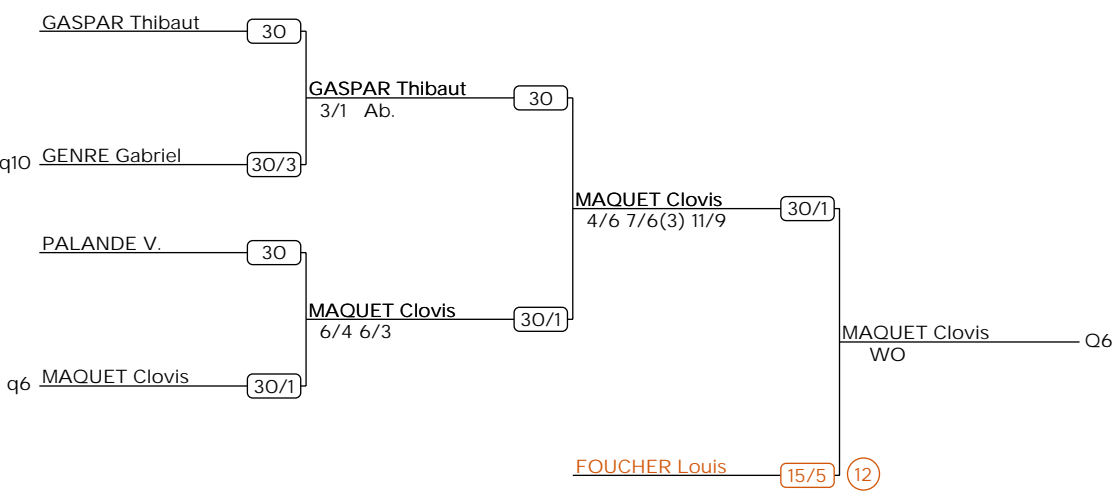 GASPAR Thibaut 30
GASPAR Thibaut 30
3/1 Ab.
q10 GENRE Gabriel 30/3
MAQUET Clovis 30/1
4/6 7/6(3) 11/9
PALANDE V. 30
MAQUET Clovis 30/1
6/4 6/3
MAQUET Clovis Q6
WO
q6 MAQUET Clovis 30/1
FOUCHER Louis 15/5 12